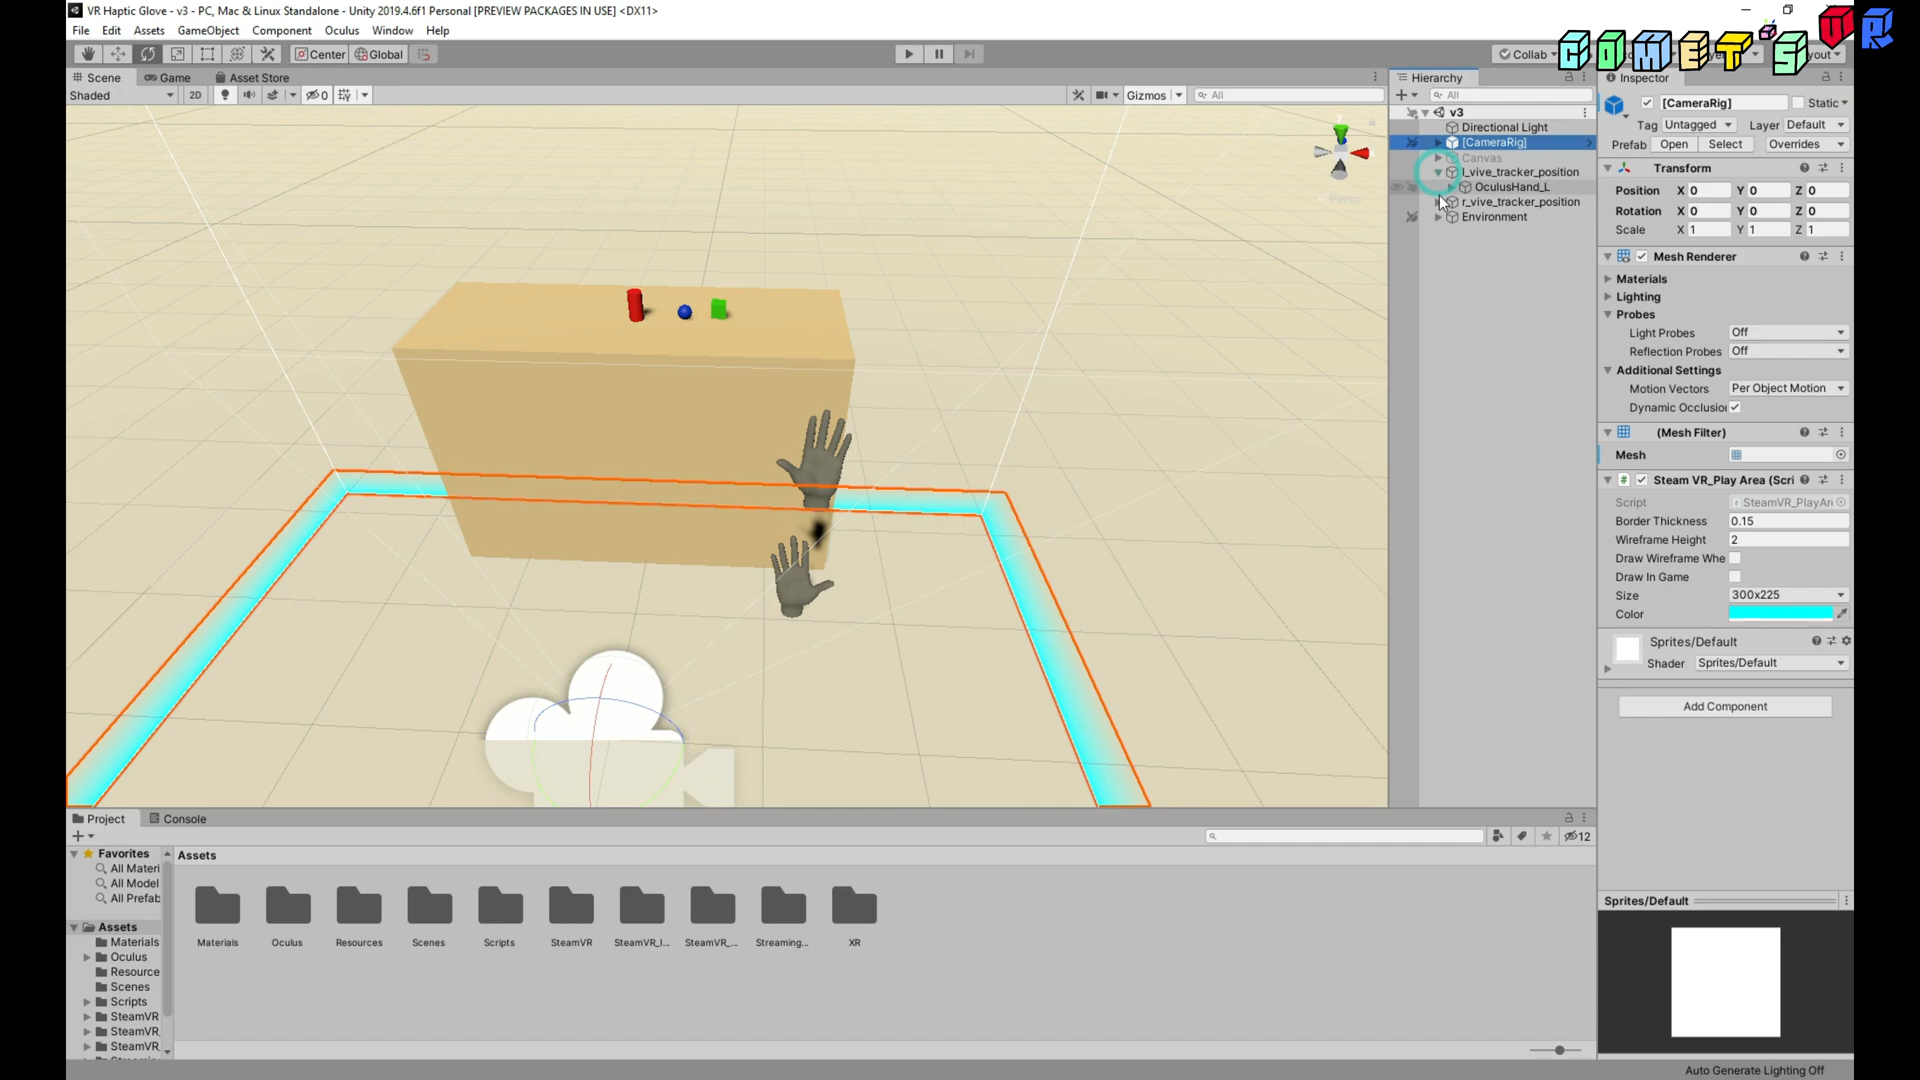 VR Haptic Glove - v3 - PC, Mac & Linux Standalone - Unity 2019.4.6f1 Personal [PREVIEW PACKAGES IN USE] <DX11>
COMET'S VR
File Edit Assets GameObject Component Oculus Window Help
Center Global
Collab
Scene Game Asset Store
Shaded 2D 0 Gizmos All
Hierarchy
All
v3
Directional Light
[CameraRig]
Canvas
l_vive_tracker_position
OculusHand_L
r_vive_tracker_position
Environment
Inspector
[CameraRig] Static
Tag Untagged Layer Default
Prefab Open Select Overrides
Transform
Position X 0 Y 0 Z 0
Rotation X 0 Y 0 Z 0
Scale X 1 Y 1 Z 1
Mesh Renderer
Materials
Lighting
Probes
Light Probes Off
Reflection Probes Off
Additional Settings
Motion Vectors Per Object Motion
Dynamic Occlusion
(Mesh Filter)
Mesh
Steam VR_Play Area (Scri
Script SteamVR_PlayAr
Border Thickness 0.15
Wireframe Height 2
Draw Wireframe Whe
Draw In Game
Size 300x225
Color
Sprites/Default
Shader Sprites/Default
Add Component
Sprites/Default
Project Console
12
Favorites
All Materi
All Model
All Prefab
Assets
Materials
Oculus
Resource
Scenes
Scripts
SteamVR
SteamVR_
SteamVR_
Assets
Materials Oculus Resources Scenes Scripts SteamVR SteamVR_I... SteamVR_... Streaming... XR
Auto Generate Lighting Off